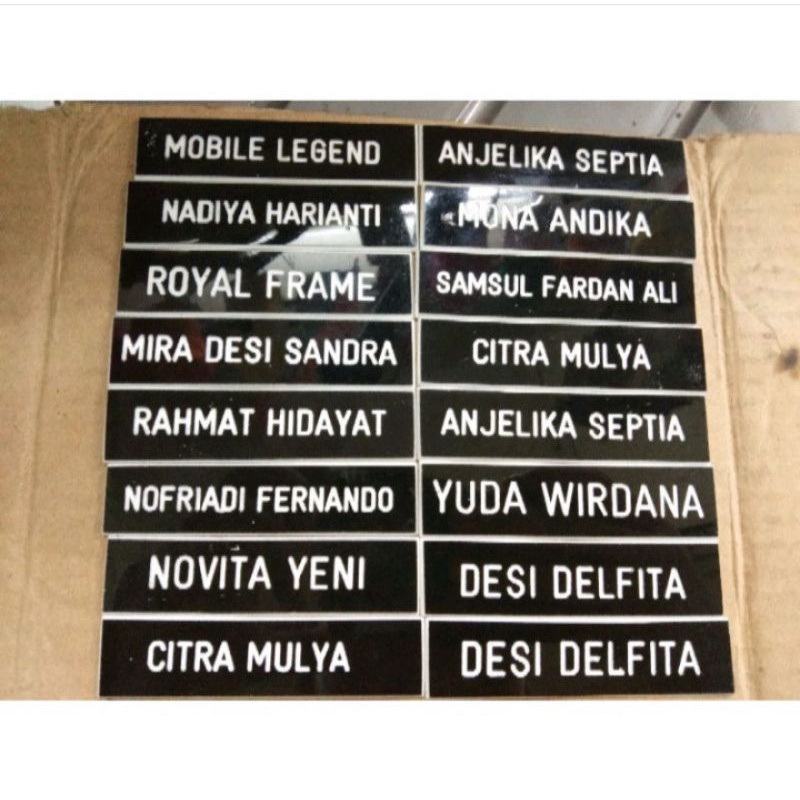 MOBILE LEGEND
ANJELIKA SEPTIA
NADIYA HARIANTI
MONA ANDIKA
ROYAL FRAME
SAMSUL FARDAN ALI
MIRA DESI SANDRA
CITRA MULYA
RAHMAT HIDAYAT
ANJELIKA SEPTIA
NOFRIADI FERNANDO
YUDA WIRDANA
NOVITA YENI
DESI DELFITA
CITRA MULYA
DESI DELFITA